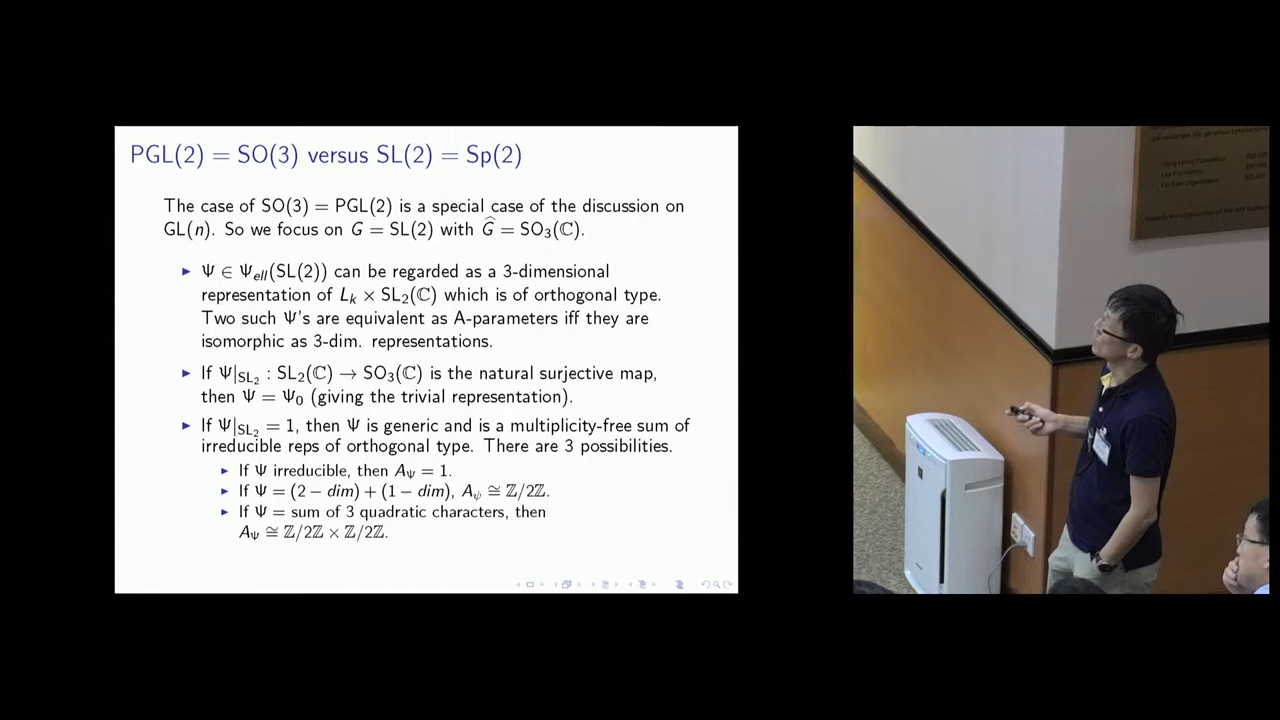 PGL(2) = SO(3) versus SL(2) = Sp(2)
The case of SO(3) = PGL(2) is a special case of the discussion on
GL(n). So we focus on G = SL(2) with Ĝ = SO₃(ℂ).
▶ Ψ ∈ Ψₑₗₗ(SL(2)) can be regarded as a 3-dimensional
representation of Lₖ × SL₂(ℂ) which is of orthogonal type.
Two such Ψ's are equivalent as A-parameters iff they are
isomorphic as 3-dim. representations.
▶ If Ψ|_SL₂ : SL₂(ℂ) → SO₃(ℂ) is the natural surjective map,
then Ψ = Ψ₀ (giving the trivial representation).
▶ If Ψ|_SL₂ = 1, then Ψ is generic and is a multiplicity-free sum of
irreducible reps of orthogonal type. There are 3 possibilities.
▶ If Ψ irreducible, then A_Ψ = 1.
▶ If Ψ = (2 − dim) + (1 − dim), A_ψ ≅ ℤ/2ℤ.
▶ If Ψ = sum of 3 quadratic characters, then
A_Ψ ≅ ℤ/2ℤ × ℤ/2ℤ.